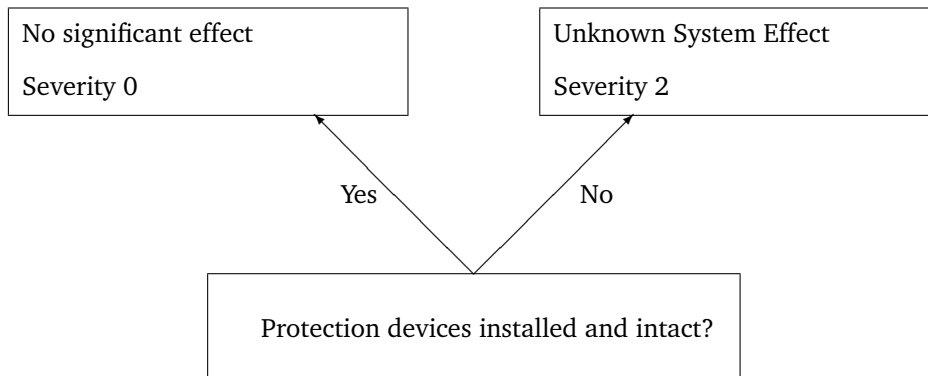 No significant effect
Severity 0
Unknown System Effect
Severity 2
Yes
No
Protection devices installed and intact?